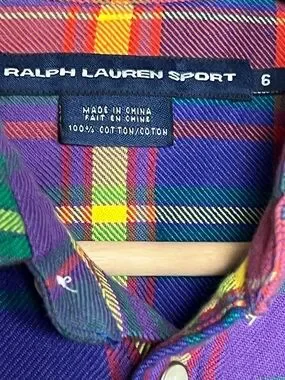 RALPH LAUREN SPORT 6
MADE IN CHINA
FAIT EN CHINE
100% COTTON/COTON